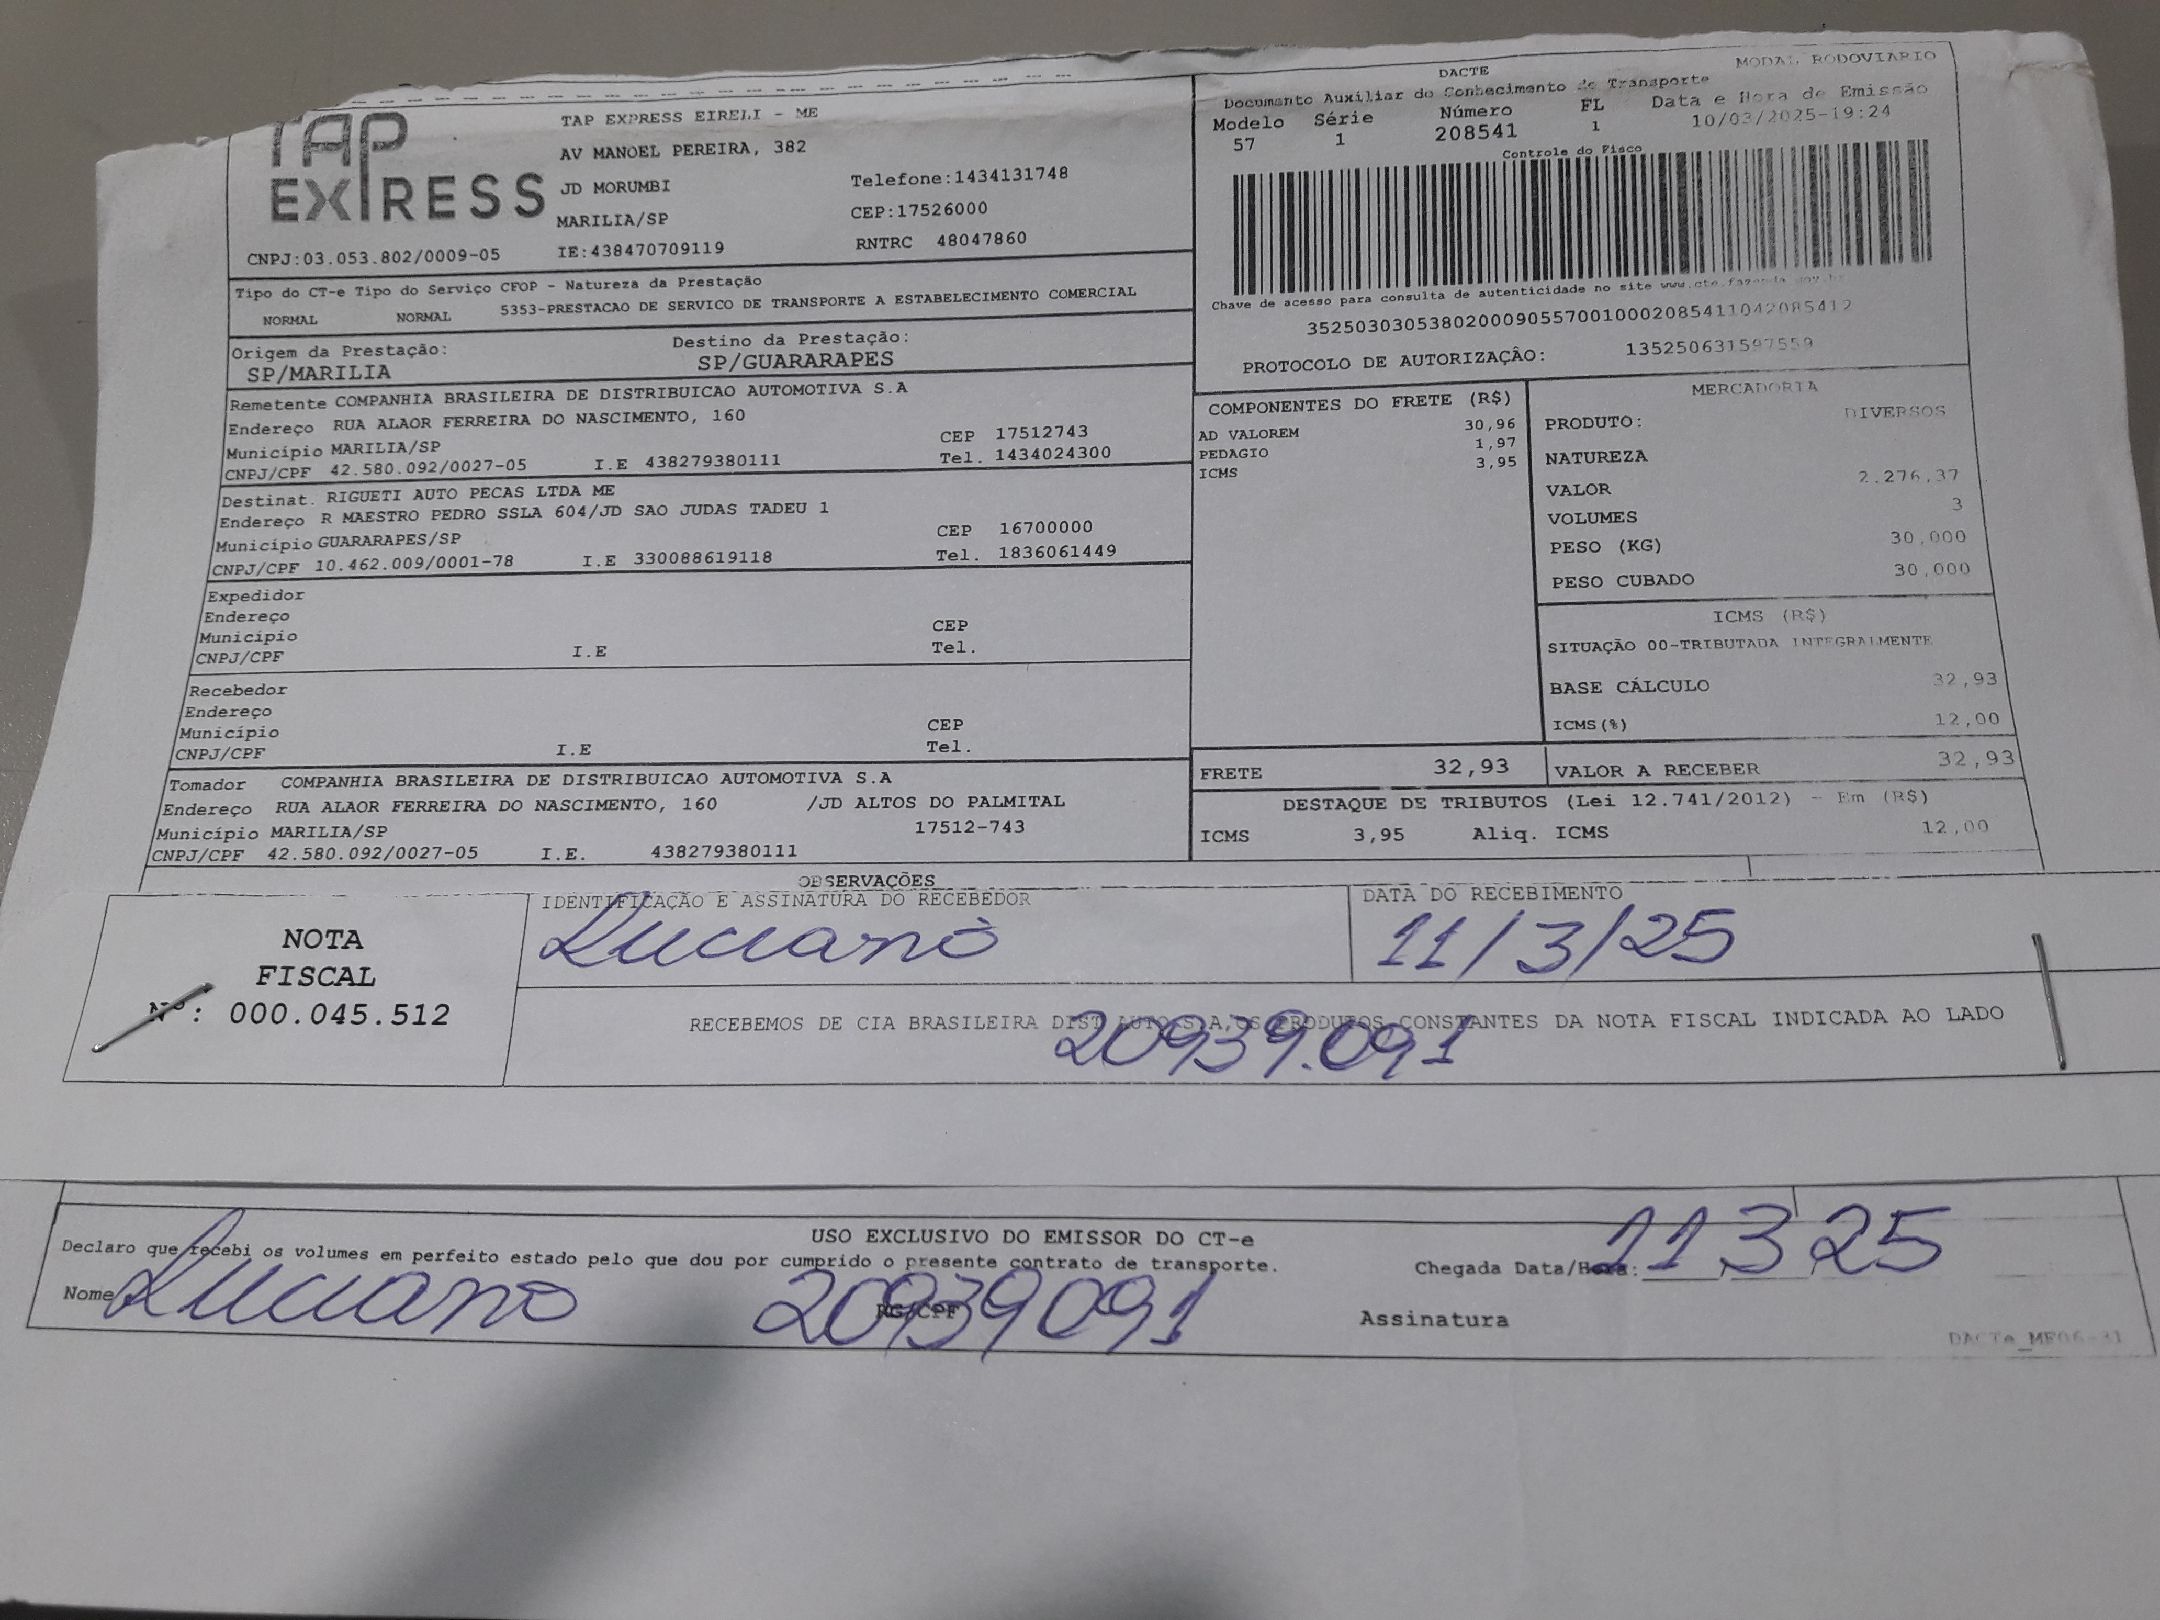 TAP EXPRESS
TAP EXPRESS EIRELI - ME
AV MANOEL PEREIRA, 382
JD MORUMBI
Telefone:1434131748
MARILIA/SP
CEP:17526000
CNPJ:03.053.802/0009-05 IE:438470709119 RNTRC 48047860
DACTE MODAL RODOVIARIO
Documento Auxiliar do Conhecimento de Transporte
Modelo Série Número FL Data e Hora de Emissão
57 1 208541 1 10/03/2025-19:24
Controle do Fisco
Chave de acesso para consulta de autenticidade no site www.cte.fazenda.gov.br
35250303053802000905570010002085411042085412
PROTOCOLO DE AUTORIZAÇÃO: 135250631597559
Tipo do CT-e Tipo do Serviço CFOP - Natureza da Prestação
NORMAL NORMAL 5353-PRESTACAO DE SERVICO DE TRANSPORTE A ESTABELECIMENTO COMERCIAL
Origem da Prestação: Destino da Prestação:
SP/MARILIA SP/GUARARAPES
Remetente COMPANHIA BRASILEIRA DE DISTRIBUICAO AUTOMOTIVA S.A
Endereço RUA ALAOR FERREIRA DO NASCIMENTO, 160
Município MARILIA/SP CEP 17512743
CNPJ/CPF 42.580.092/0027-05 I.E 438279380111 Tel. 1434024300
Destinat. RIGUETI AUTO PECAS LTDA ME
Endereço R MAESTRO PEDRO SSLA 604/JD SAO JUDAS TADEU 1
Município GUARARAPES/SP CEP 16700000
CNPJ/CPF 10.462.009/0001-78 I.E 330088619118 Tel. 1836061449
Expedidor
Endereço
Município CEP
CNPJ/CPF I.E Tel.
Recebedor
Endereço
Município CEP
CNPJ/CPF I.E Tel.
Tomador COMPANHIA BRASILEIRA DE DISTRIBUICAO AUTOMOTIVA S.A
Endereço RUA ALAOR FERREIRA DO NASCIMENTO, 160 /JD ALTOS DO PALMITAL
Município MARILIA/SP 17512-743
CNPJ/CPF 42.580.092/0027-05 I.E. 438279380111
COMPONENTES DO FRETE (R$)
AD VALOREM 30,96
PEDAGIO 1,97
ICMS 3,95
MERCADORIA
PRODUTO: DIVERSOS
NATUREZA
VALOR 2.276,37
VOLUMES 3
PESO (KG) 30,000
PESO CUBADO 30,000
ICMS (R$)
SITUAÇÃO 00-TRIBUTADA INTEGRALMENTE
BASE CÁLCULO 32,93
ICMS(%) 12,00
FRETE 32,93 VALOR A RECEBER 32,93
DESTAQUE DE TRIBUTOS (Lei 12.741/2012) - Em (R$)
ICMS 3,95 Aliq. ICMS 12,00
OBSERVAÇÕES
NOTA
FISCAL
Nº: 000.045.512
IDENTIFICAÇÃO E ASSINATURA DO RECEBEDOR
Luciano
DATA DO RECEBIMENTO
11/3/25
RECEBEMOS DE CIA BRASILEIRA DIST AUTO S A, OS PRODUTOS CONSTANTES DA NOTA FISCAL INDICADA AO LADO
20939.091
USO EXCLUSIVO DO EMISSOR DO CT-e
Declaro que recebi os volumes em perfeito estado pelo que dou por cumprido o presente contrato de transporte.
Chegada Data/Hora: 11 3 25
Nome Luciano RG/CPF 20939091 Assinatura
DACTe_MF06-31